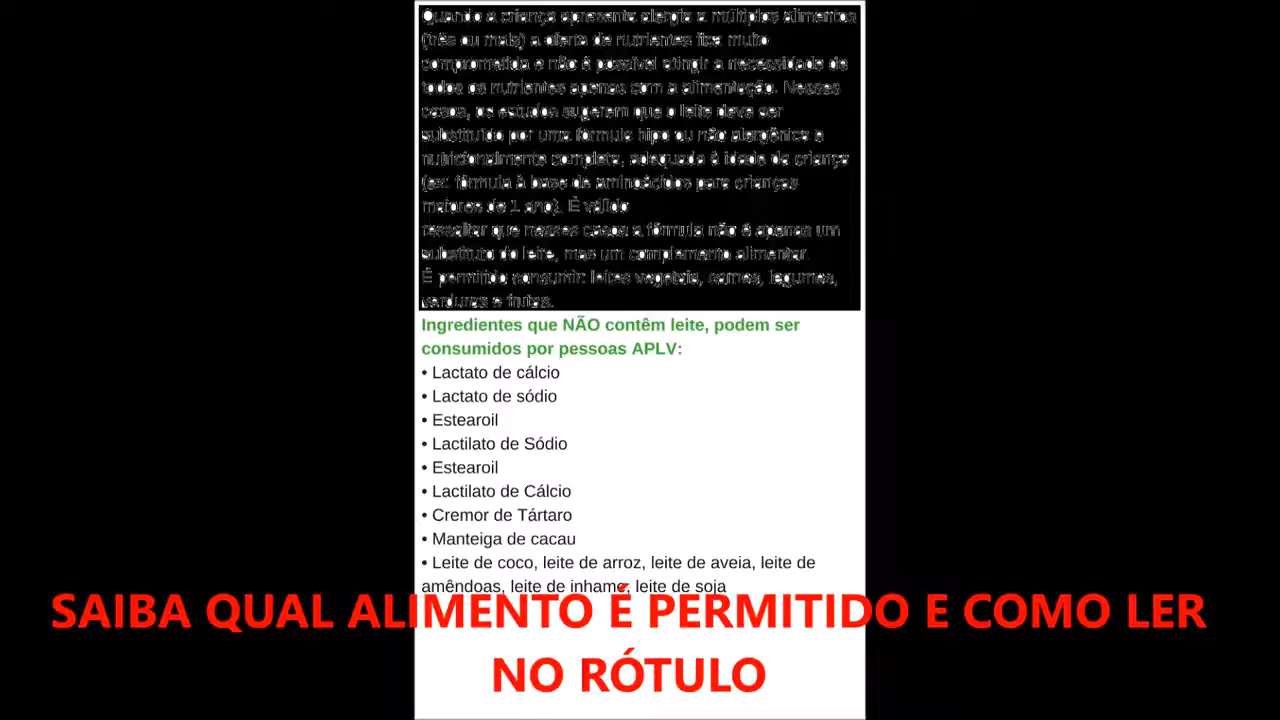 Quando a criança apresenta alergia a múltiplos alimentos
(três ou mais) a oferta de nutrientes fica muito
comprometida e não é possível atingir a necessidade de
todos os nutrientes apenas com a alimentação. Nesses
casos, os estudos sugerem que o leite deve ser
substituído por uma fórmula hipo ou não alergênica e
nutricionalmente completa, adequada à idade da criança
(ex: fórmula à base de aminoácidos para crianças
maiores de 1 ano). É válido
ressaltar que nesses casos a fórmula não é apenas um
substituto do leite, mas um complemento alimentar.
É permitido consumir: leites vegetais, carnes, legumes,
verduras e frutas.
Ingredientes que NÃO contêm leite, podem ser
consumidos por pessoas APLV:
• Lactato de cálcio
• Lactato de sódio
• Estearoil
• Lactilato de Sódio
• Estearoil
• Lactilato de Cálcio
• Cremor de Tártaro
• Manteiga de cacau
• Leite de coco, leite de arroz, leite de aveia, leite de
amêndoas, leite de inhame, leite de soja
SAIBA QUAL ALIMENTO É PERMITIDO E COMO LER
NO RÓTULO